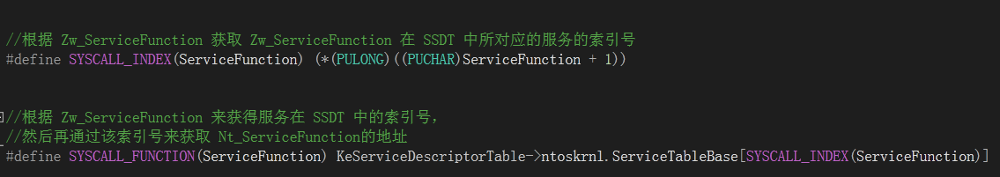 //根据 Zw_ServiceFunction 获取 Zw_ServiceFunction 在 SSDT 中所对应的服务的索引号
#define SYSCALL_INDEX(ServiceFunction) (*(PULONG)((PUCHAR)ServiceFunction + 1))
//根据 Zw_ServiceFunction 来获得服务在 SSDT 中的索引号，
//然后再通过该索引号来获取 Nt_ServiceFunction的地址
#define SYSCALL_FUNCTION(ServiceFunction) KeServiceDescriptorTable->ntoskrnl.ServiceTableBase[SYSCALL_INDEX(ServiceFunction)]